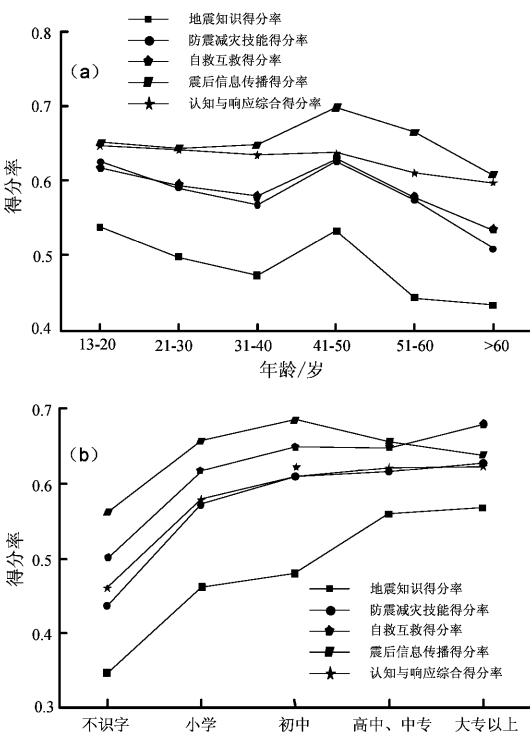 地震知识得分率
防震减灾技能得分率
自救互救得分率
震后信息传播得分率
认知与响应综合得分率
(a)
0.8
0.7
0.6
0.5
0.4
得分率
13-20 21-30 31-40 41-50 51-60 >60
年龄/岁
(b)
0.7
0.6
0.5
0.4
0.3
得分率
地震知识得分率
防震减灾技能得分率
自救互救得分率
震后信息传播得分率
认知与响应综合得分率
不识字 小学 初中 高中、中专 大专以上